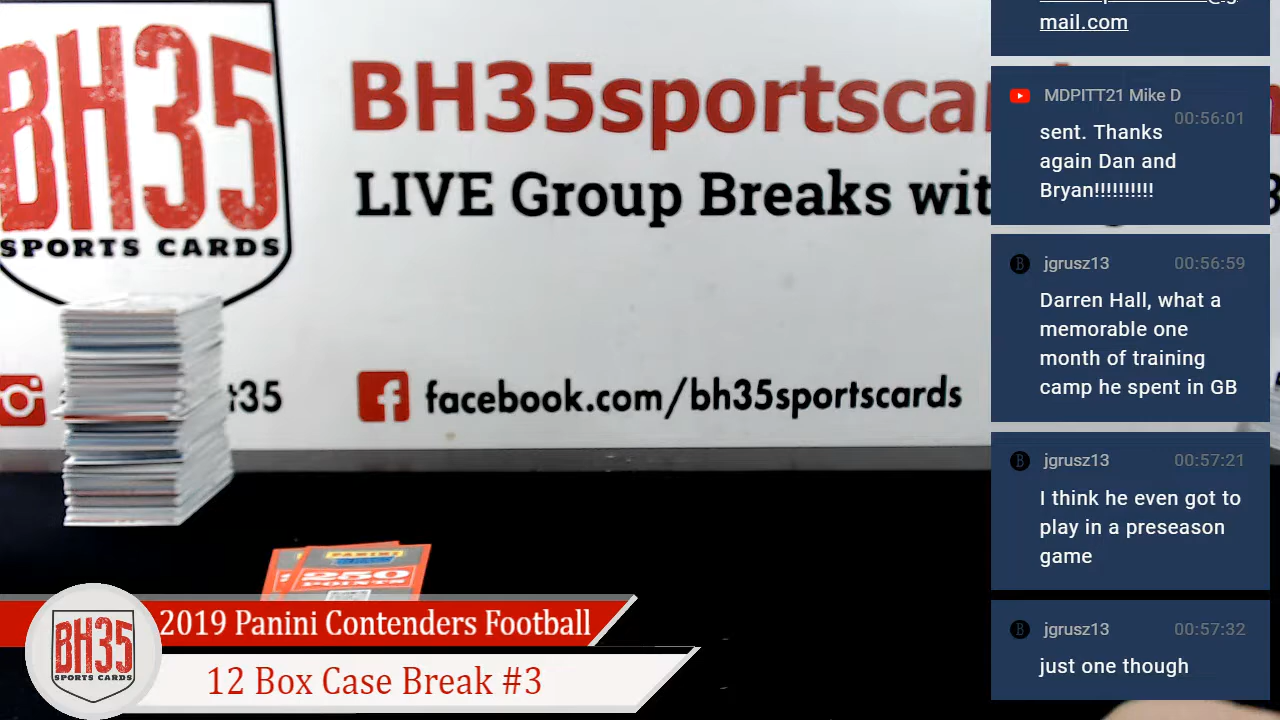 BH35
SPORTS CARDS
BH35sportscar
LIVE Group Breaks wit
t35
facebook.com/bh35sportscards
PANINI
250
POINTS
2019 Panini Contenders Football
12 Box Case Break #3
BH35
SPORTS CARDS
mail.com
MDPITT21 Mike D
00:56:01
sent. Thanks
again Dan and
Bryan!!!!!!!!!!
jgrusz13 00:56:59
Darren Hall, what a
memorable one
month of training
camp he spent in GB
jgrusz13 00:57:21
I think he even got to
play in a preseason
game
jgrusz13 00:57:32
just one though